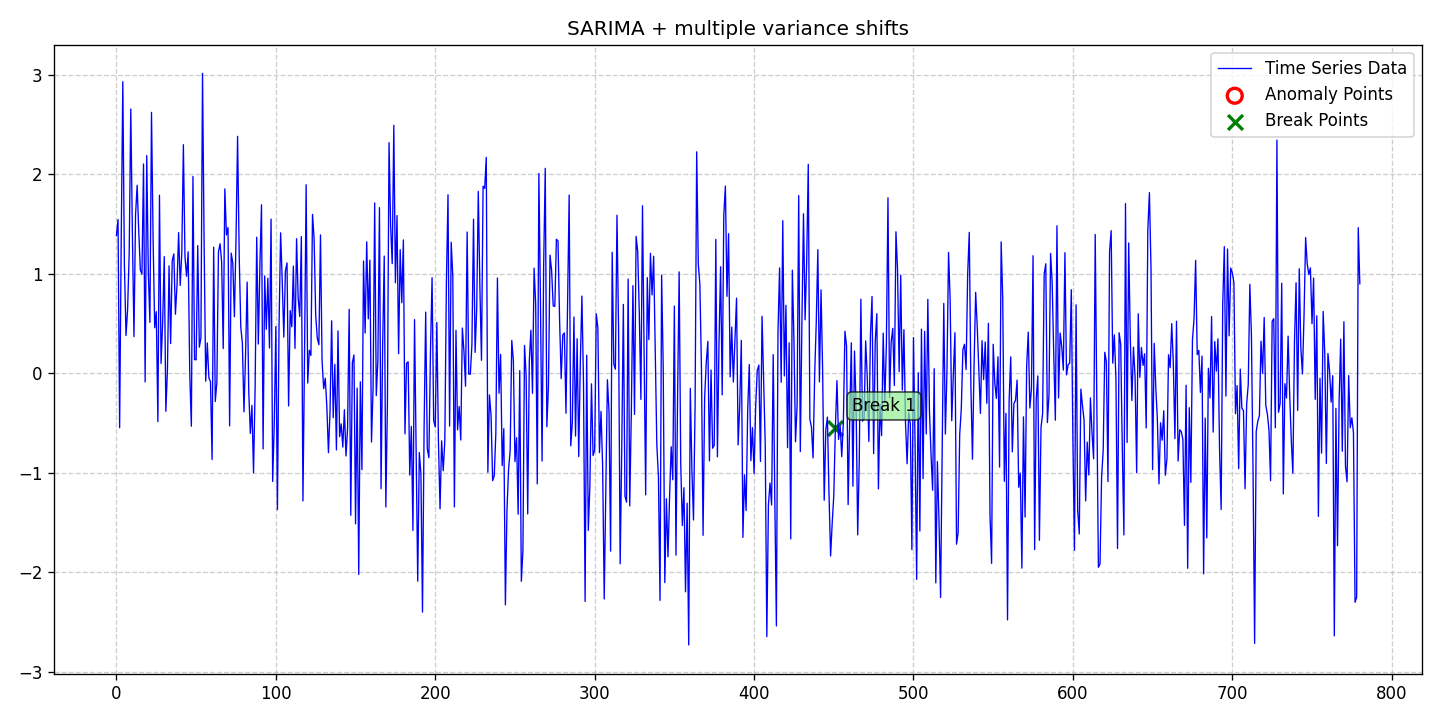 SARIMA + multiple variance shifts
Time Series Data
Anomaly Points
Break Points
Break 1
3
2
1
0
−1
−2
−3
0 100 200 300 400 500 600 700 800